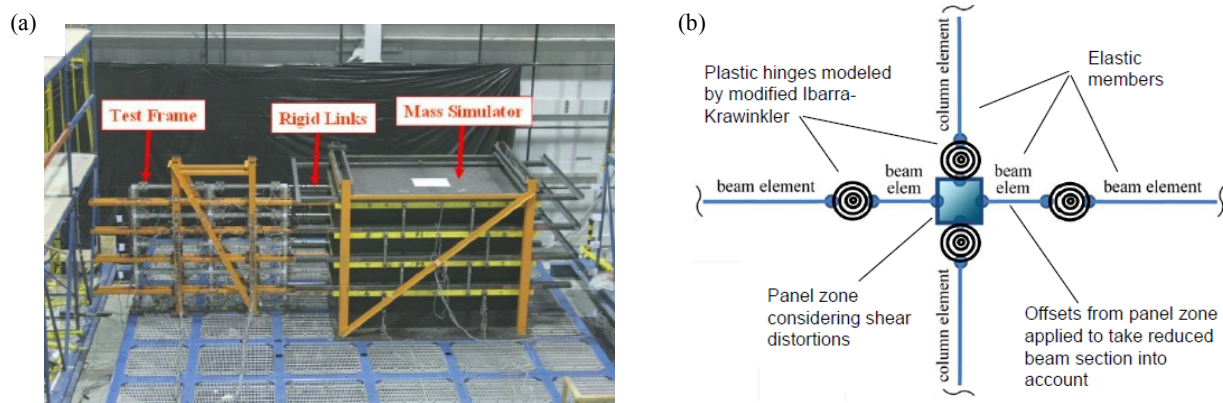 (a)
Test Frame
Rigid Links
Mass Simulator
(b)
Plastic hinges modeled
by modified Ibarra-
Krawinkler
column element
Elastic
members
beam element
beam
elem
beam
elem
beam element
Panel zone
considering shear
distortions
column element
Offsets from panel zone
applied to take reduced
beam section into
account